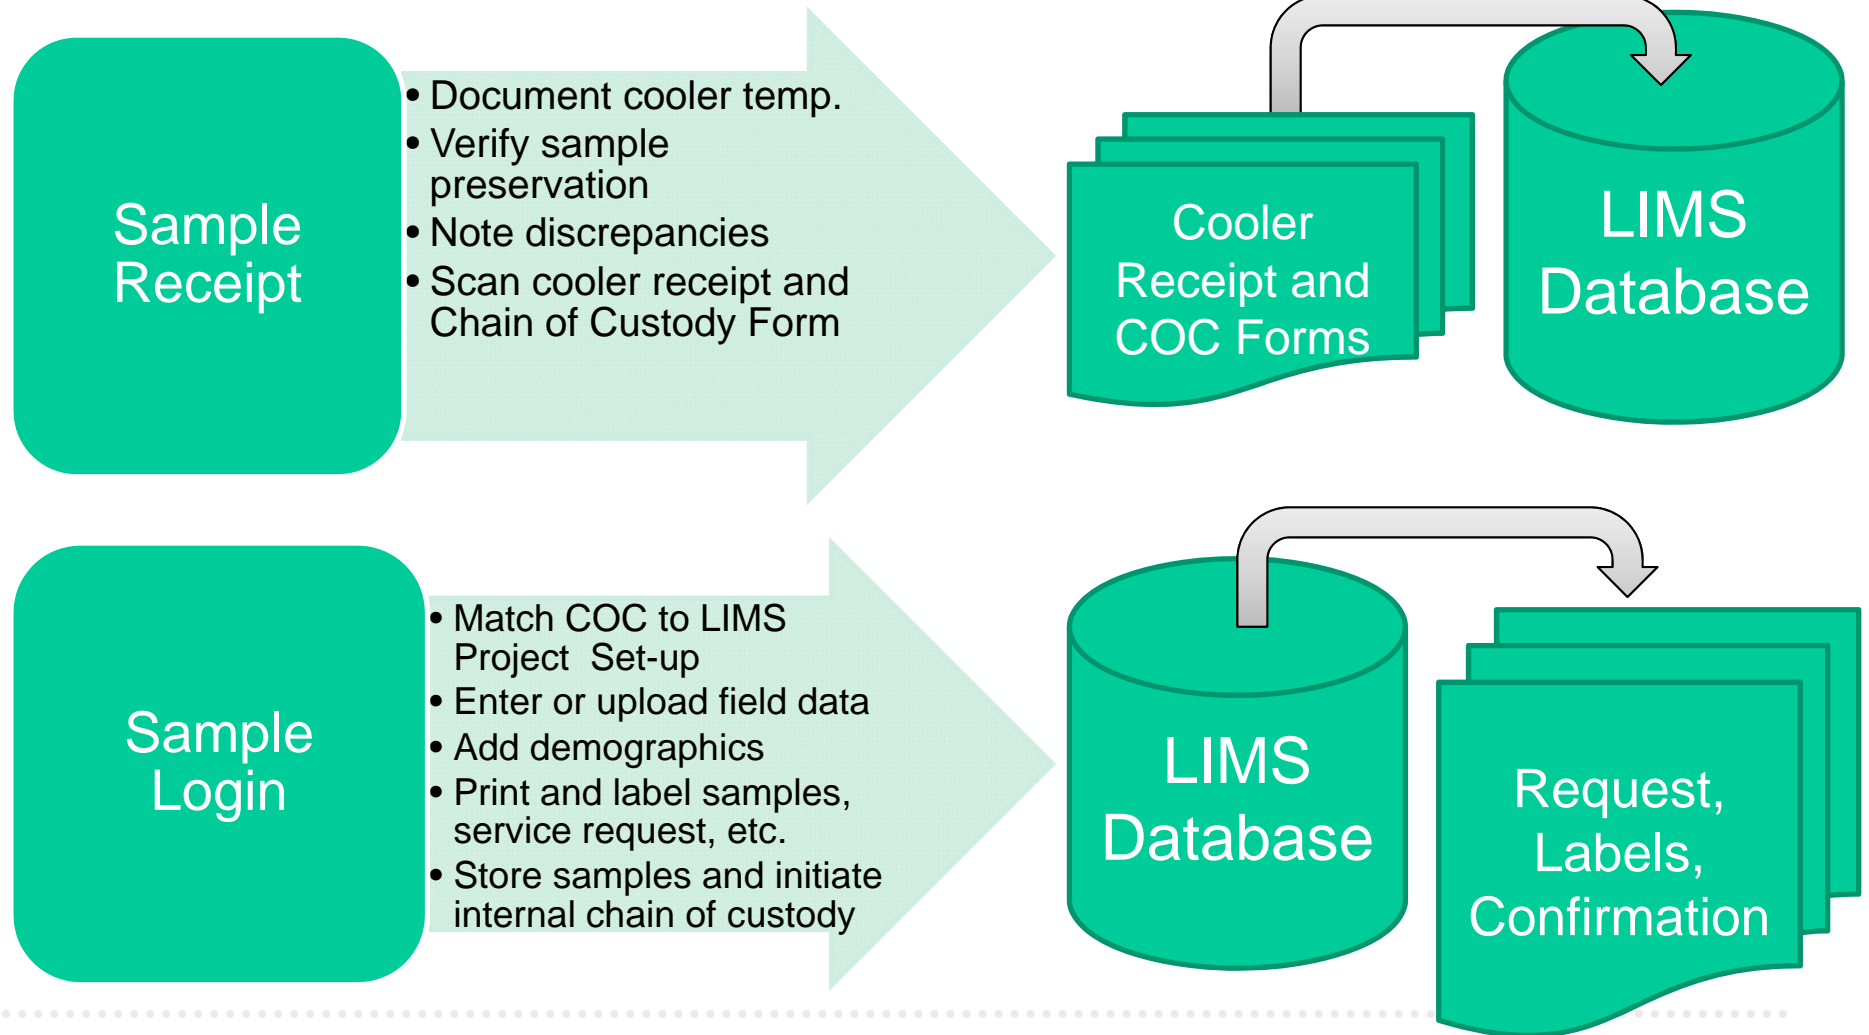 Sample
Receipt
• Document cooler temp.
• Verify sample
preservation
• Note discrepancies
• Scan cooler receipt and
Chain of Custody Form
Cooler
Receipt and
COC Forms
LIMS
Database
Sample
Login
• Match COC to LIMS
Project  Set-up
• Enter or upload field data
• Add demographics
• Print and label samples,
service request, etc.
• Store samples and initiate
internal chain of custody
LIMS
Database
Request,
Labels,
Confirmation